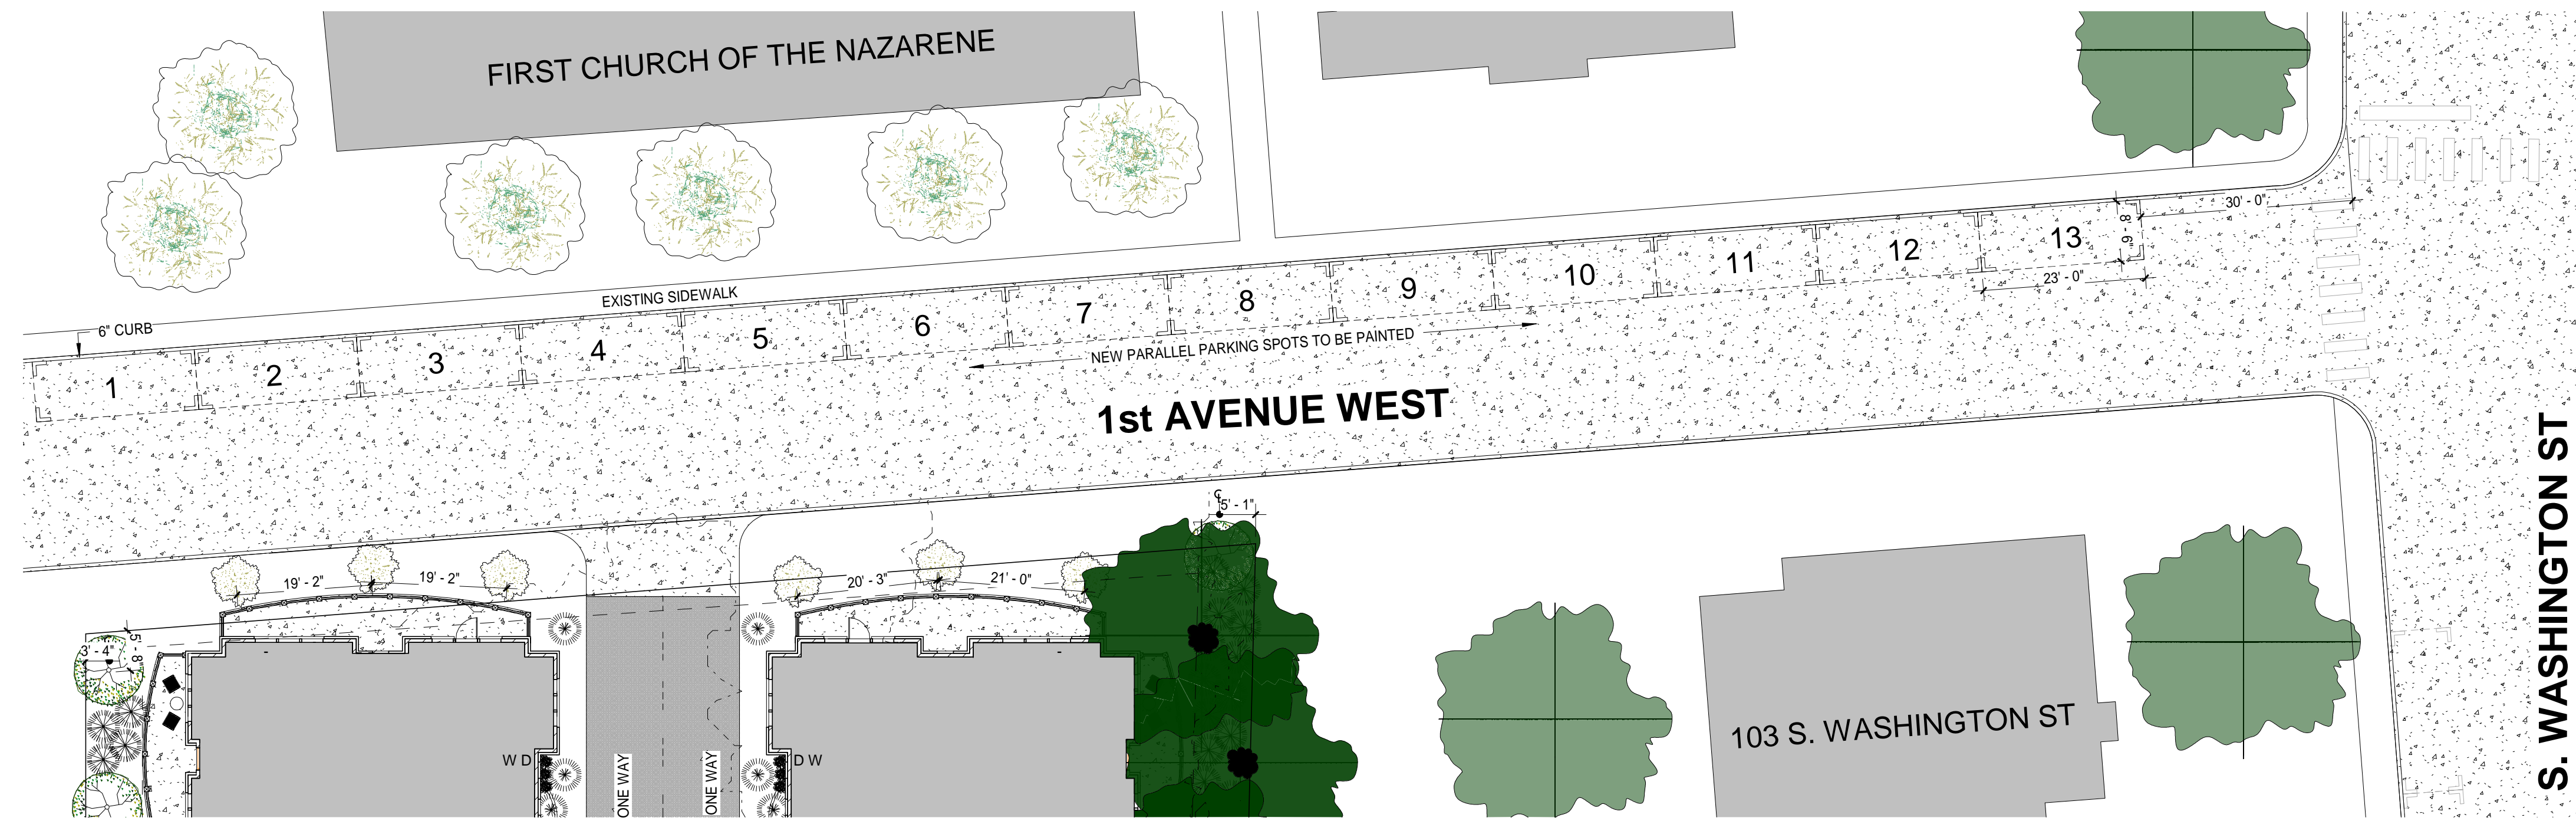 FIRST CHURCH OF THE NAZARENE
30' - 0"
8' - 6"
13
12
23' - 0"
11
10
9
8
7
6
5
4
3
2
1
EXISTING SIDEWALK
6" CURB
NEW PARALLEL PARKING SPOTS TO BE PAINTED
1st AVENUE WEST
S. WASHINGTON ST
5' - 1"
19' - 2"
19' - 2"
20' - 3"
21' - 0"
5' - 8"
3' - 4"
103 S. WASHINGTON ST
W D
D W
ONE WAY
ONE WAY